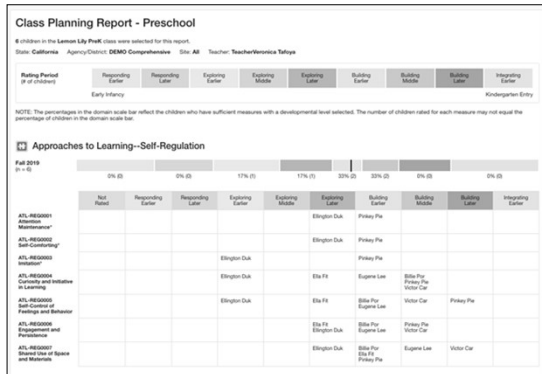 Class Planning Report - Preschool
6 children in the Lemon Lily PreK class were selected for this report.
State: California Agency/District: DEMO Comprehensive Site: All Teacher: TeacherVeronica Tafoya
Rating Period
(# of children)
Responding Earlier
Responding Later
Exploring Earlier
Exploring Middle
Exploring Later
Building Earlier
Building Middle
Building Later
Integrating Earlier
Early Infancy
Kindergarten Entry
NOTE: The percentages in the domain scale bar reflect the children who have sufficient measures with a developmental level selected. The number of children rated for each measure may not equal the
percentage of children in the domain scale bar.
Approaches to Learning--Self-Regulation
Fall 2019
(n = 6)
0% (0) 0% (0) 17% (1) 17% (1) 33% (2) 33% (2) 0% (0) 0% (0)
Not Rated
Responding Earlier
Responding Later
Exploring Earlier
Exploring Middle
Exploring Later
Building Earlier
Building Middle
Building Later
Integrating Earlier
ATL-REG0001
Attention
Maintenance*
Ellington Duk
Pinkey Pie
ATL-REG0002
Self-Comforting*
Ellington Duk
Pinkey Pie
ATL-REG0003
Imitation*
Ellington Duk
Pinkey Pie
ATL-REG0004
Curiosity and Initiative
in Learning
Ellington Duk
Ella Fit
Eugene Lee
Billie Por
Pinkey Pie
Victor Car
ATL-REG0005
Self-Control of
Feelings and Behavior
Ellington Duk
Ella Fit
Billie Por
Eugene Lee
Victor Car
Pinkey Pie
ATL-REG0006
Engagement and
Persistence
Ella Fit
Ellington Duk
Billie Por
Eugene Lee
Pinkey Pie
Victor Car
ATL-REG0007
Shared Use of Space
and Materials
Ellington Duk
Billie Por
Ella Fit
Pinkey Pie
Eugene Lee
Victor Car